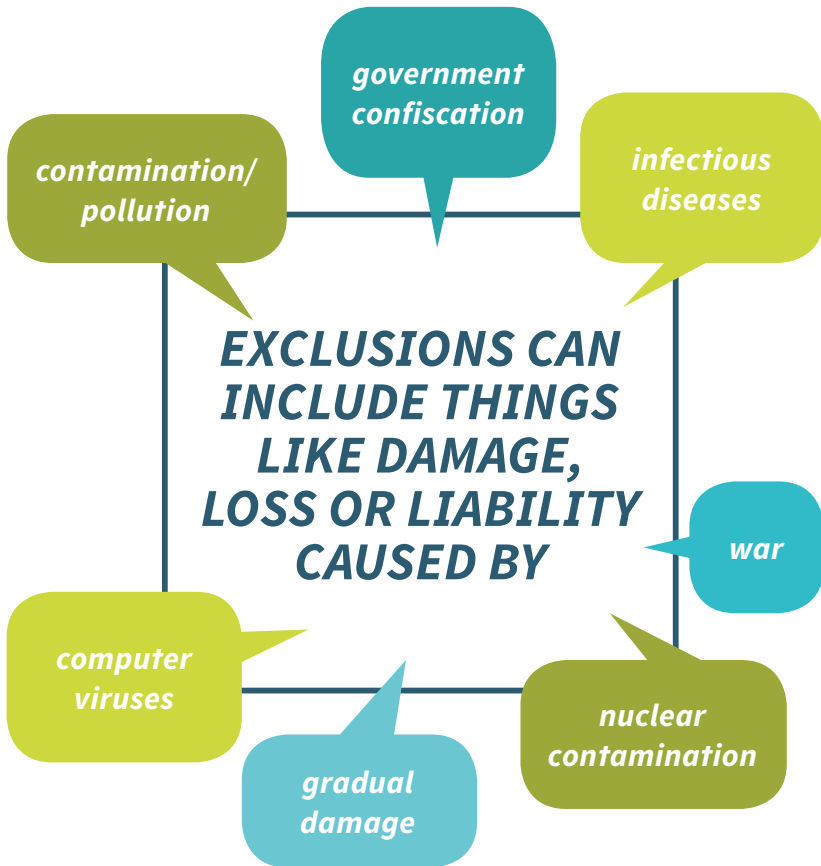 government
confiscation
contamination/
pollution
infectious
diseases
EXCLUSIONS CAN
INCLUDE THINGS
LIKE DAMAGE,
LOSS OR LIABILITY
CAUSED BY
war
computer
viruses
nuclear
contamination
gradual
damage